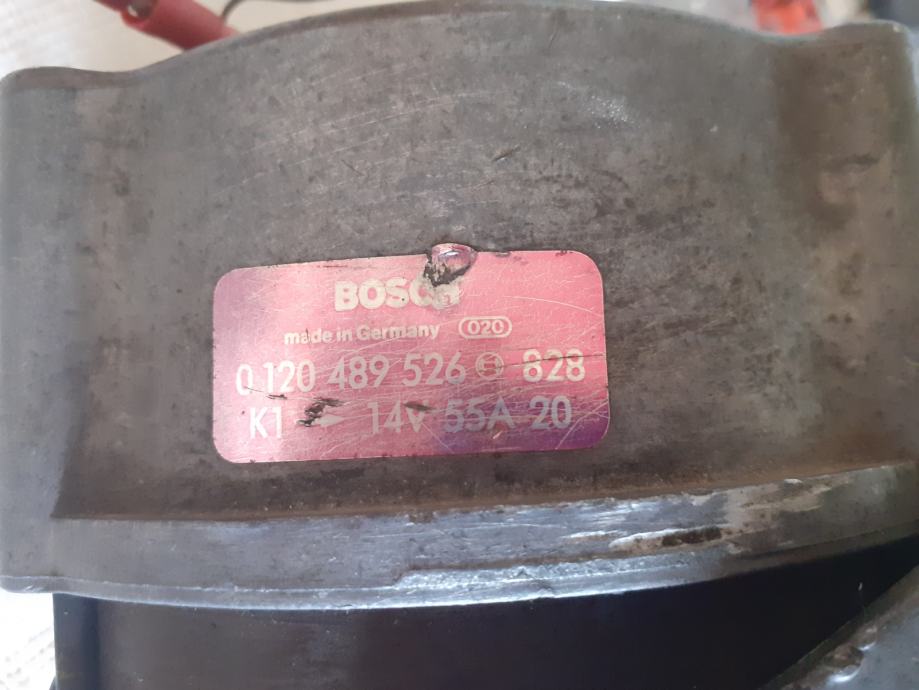 BOSCH
made in Germany 020
0 120 489 526 828
K1 14V 55A 20